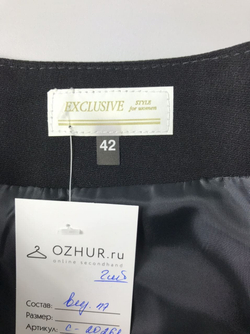 EXCLUSIVE STYLE
for women
42
OZHUR.ru
online secondhand
Состав:
Размер:
Артикул: С-